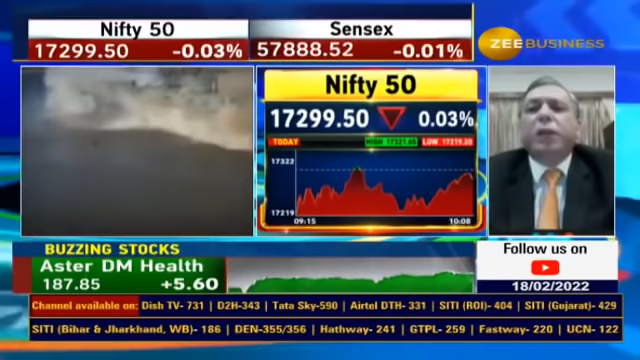 Nifty 50
17299.50 -0.03%
Sensex
57888.52 -0.01%
ZEE BUSINESS
Nifty 50
17299.50 0.03%
TODAY HIGH 17321.65 LOW 17219.20
17322
17219
09:15 10:08
BUZZING STOCKS
Aster DM Health
187.85 +5.60
Follow us on
18/02/2022
Channel available on: Dish TV- 731 | D2H-343 | Tata Sky-590 | Airtel DTH- 331 | SITI (ROI)- 404 | SITI (Gujarat)- 429
SITI (Bihar & Jharkhand, WB)- 186 | DEN-355/356 | Hathway- 241 | GTPL- 259 | Fastway- 220 | UCN- 122